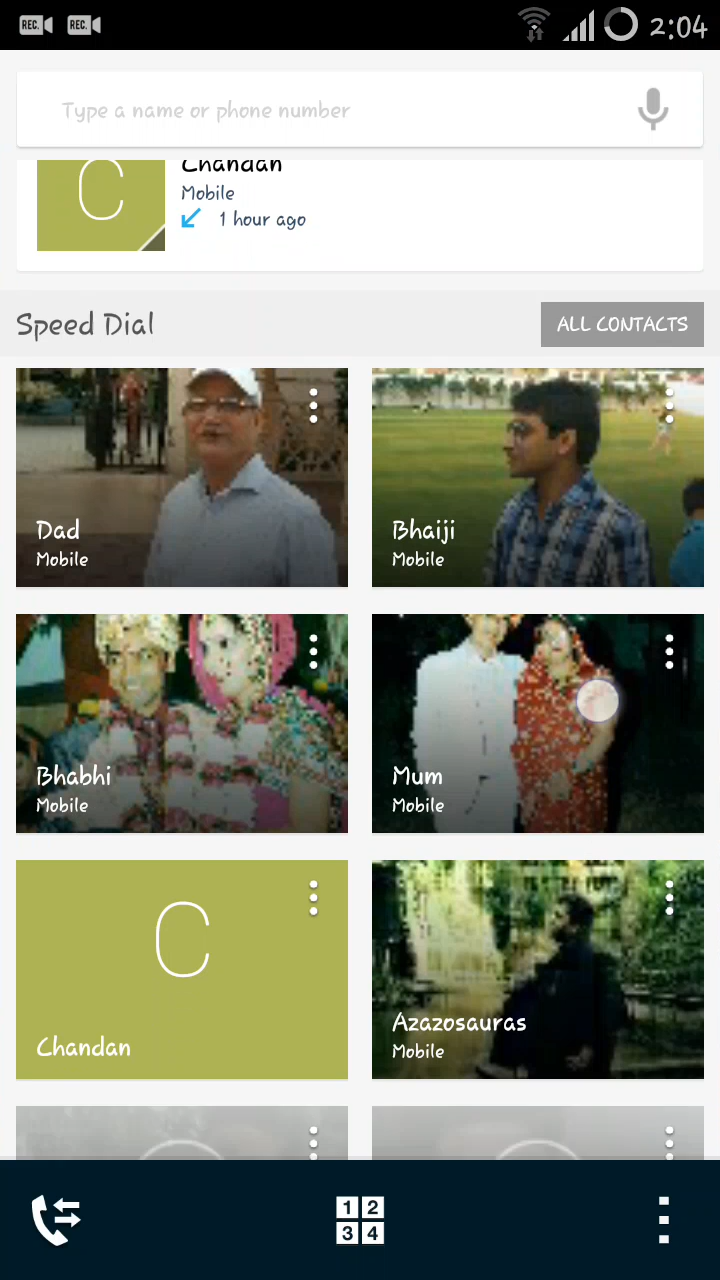 REC. REC. 2:04
Type a name or phone number
Chandan
Mobile
1 hour ago
Speed Dial ALL CONTACTS
Dad
Mobile
Bhaiji
Mobile
Bhabhi
Mobile
Mum
Mobile
C
Chandan
Azazosauras
Mobile
C
1 2
3 4